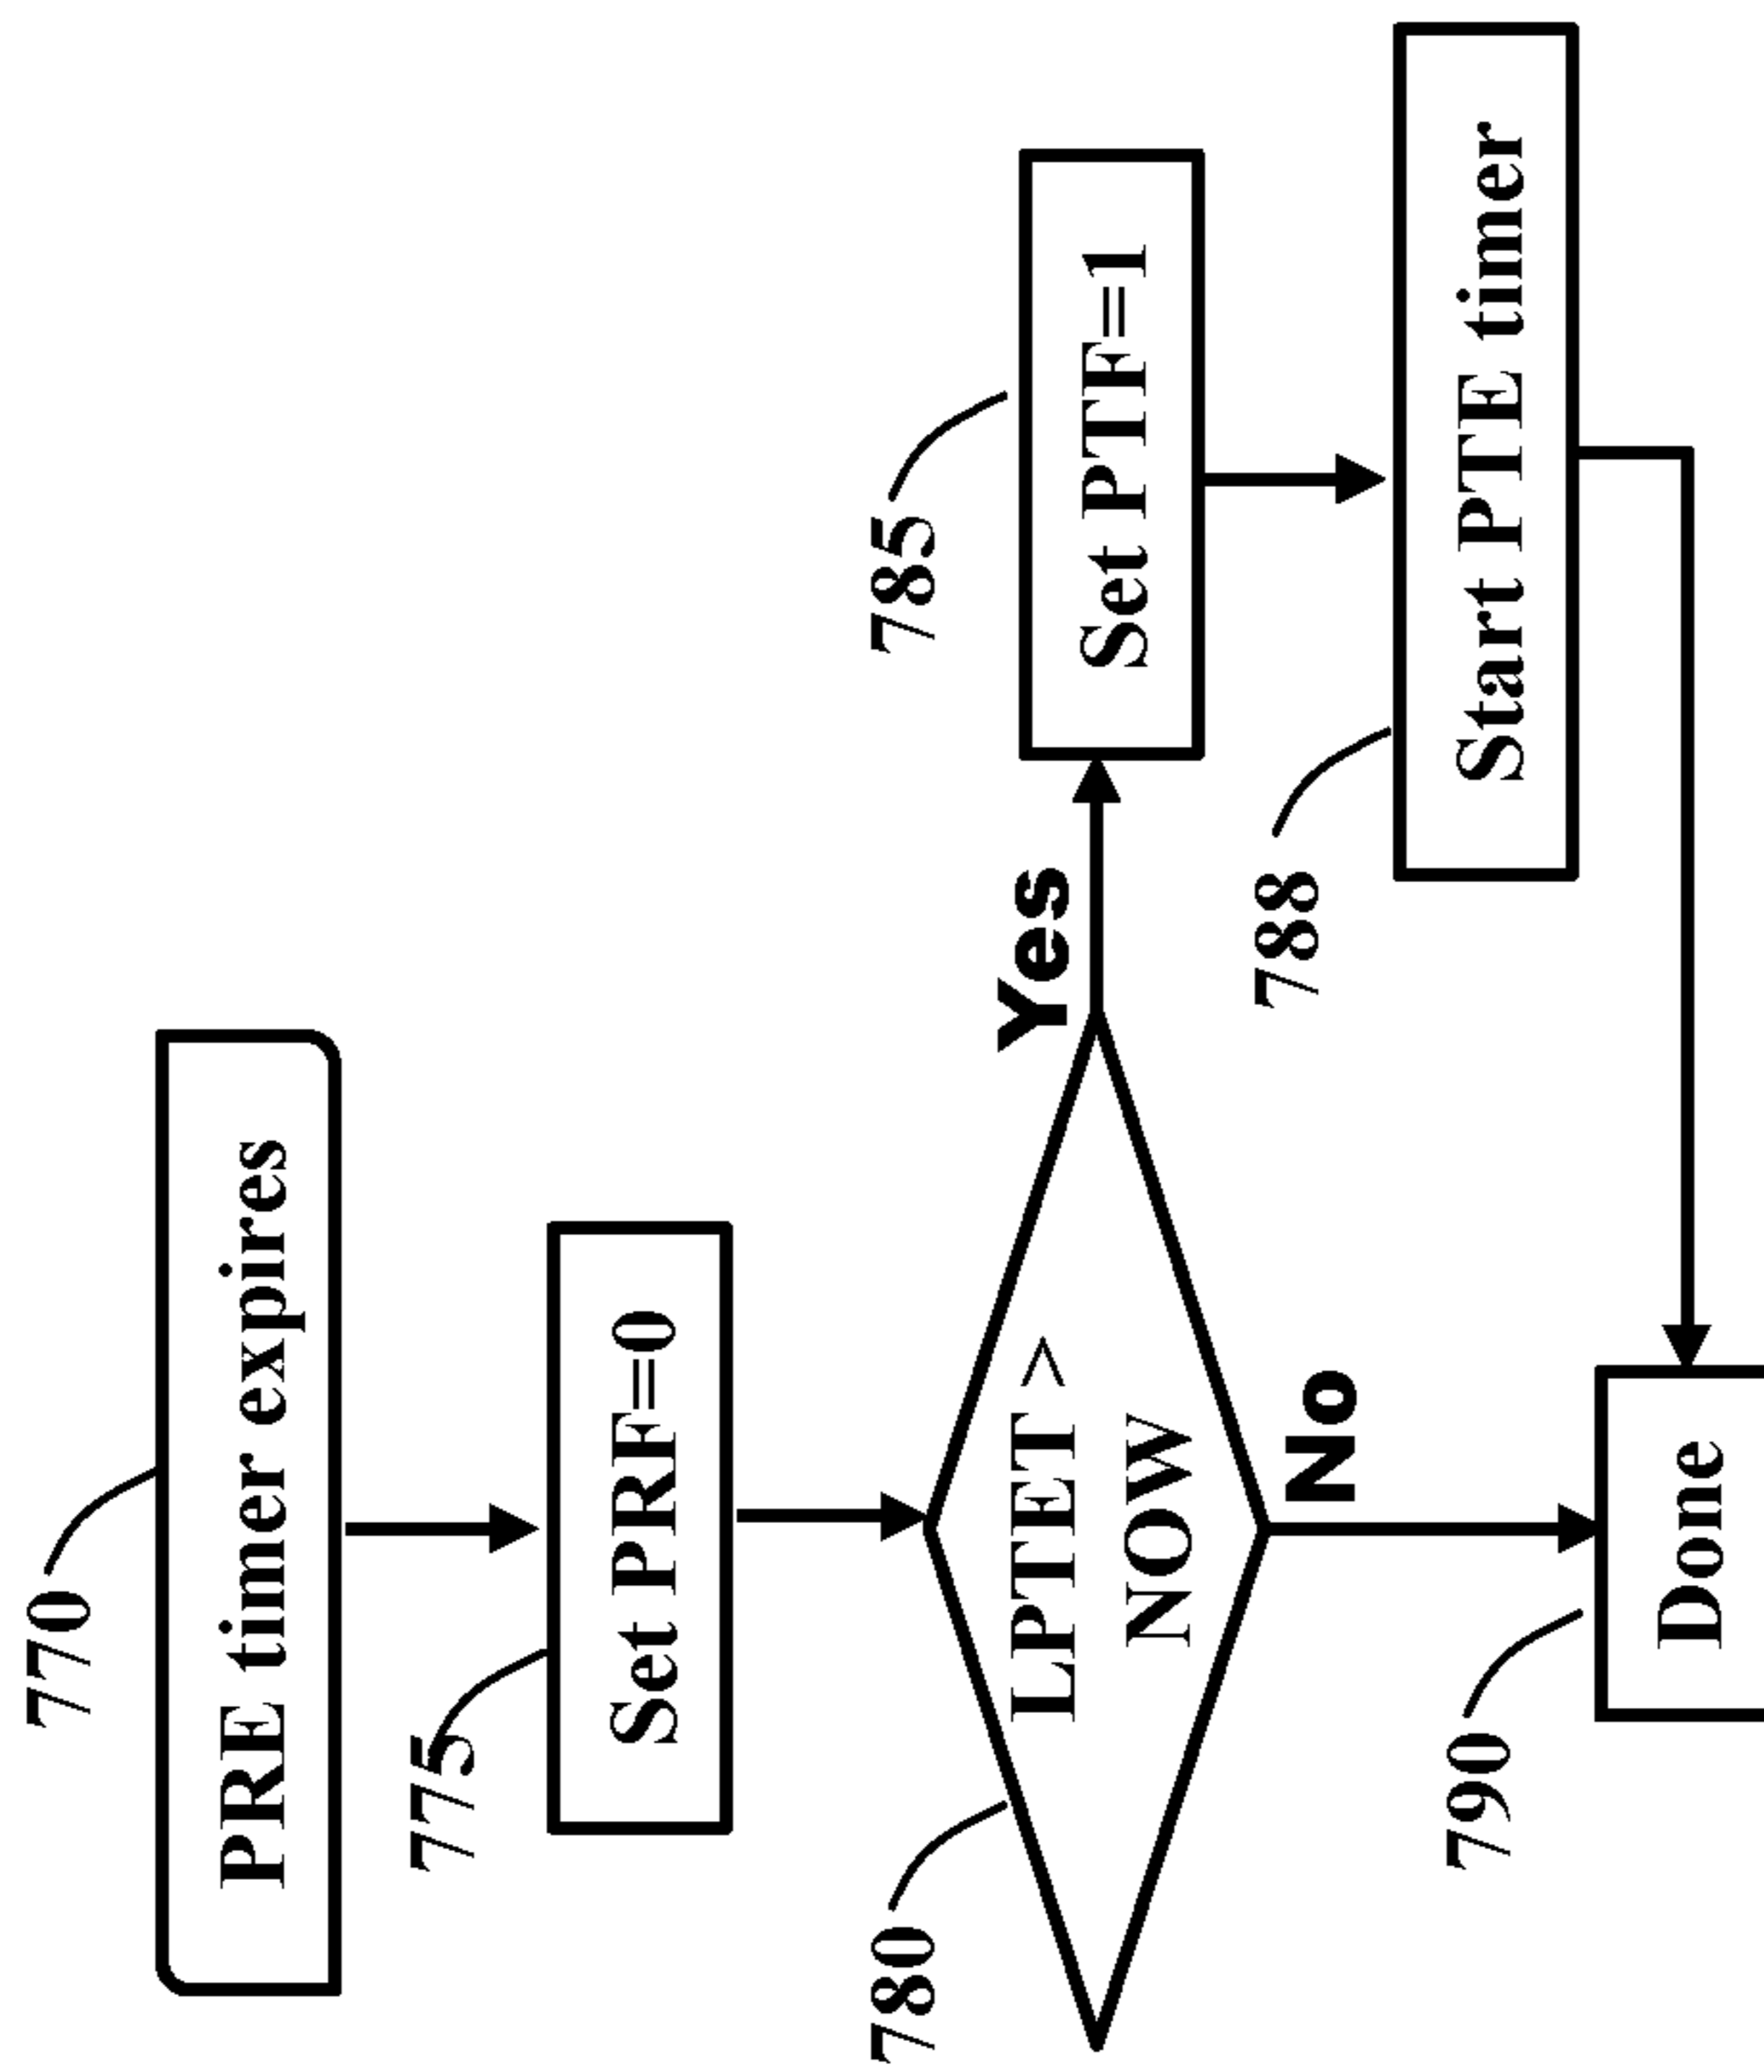 770
PRE timer expires
775
Set PRF=0
780
LPTET >
NOW
Yes
785
Set PTF=1
788
Start PTE timer
No
790
Done